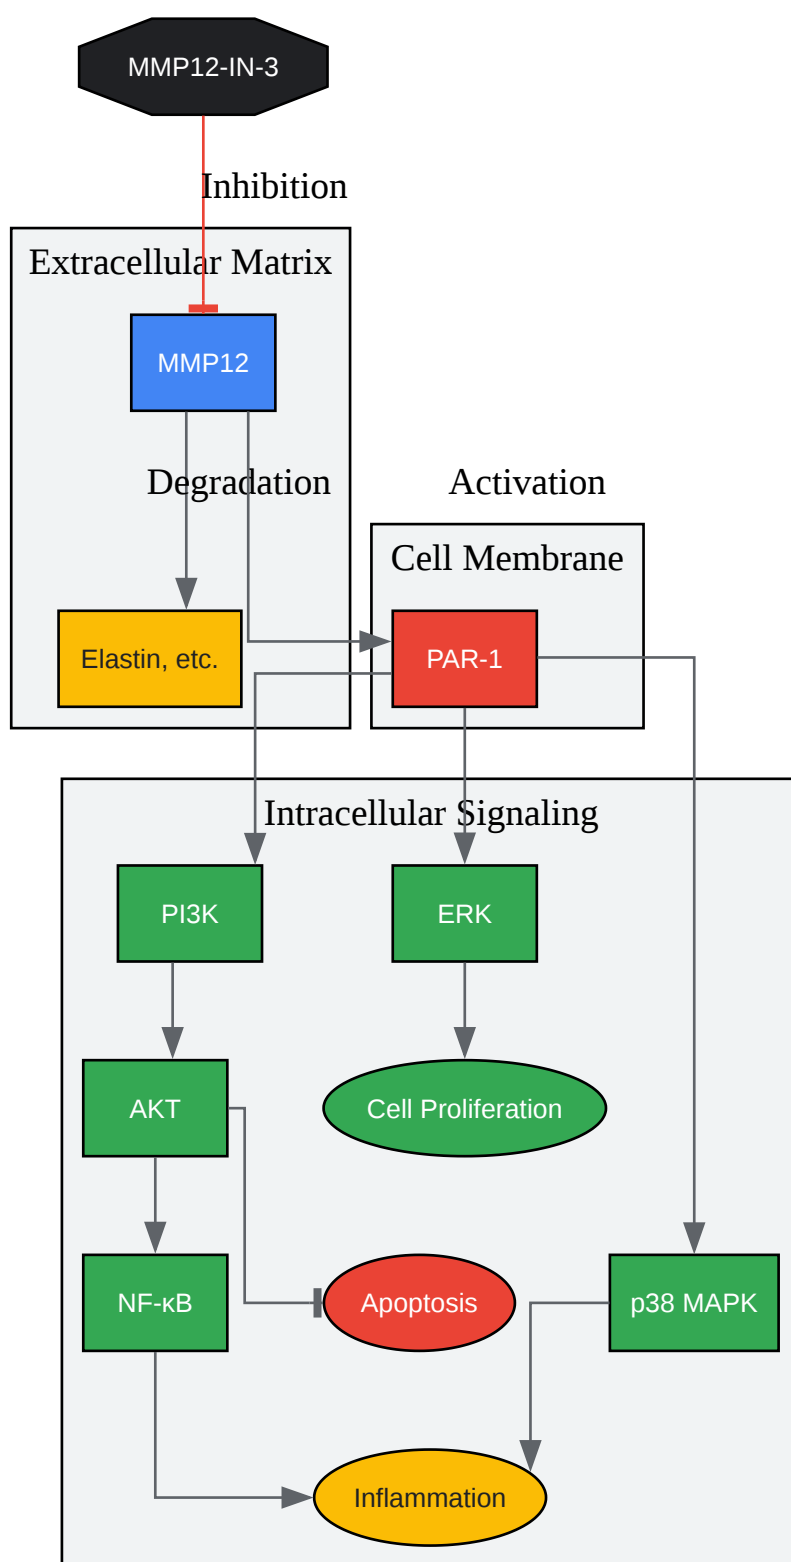 MMP12-IN-3
Inhibition
Extracellular Matrix
MMP12
Degradation
Activation
Cell Membrane
Elastin, etc.
PAR-1
Intracellular Signaling
PI3K
ERK
AKT
Cell Proliferation
NF-κB
Apoptosis
p38 MAPK
Inflammation